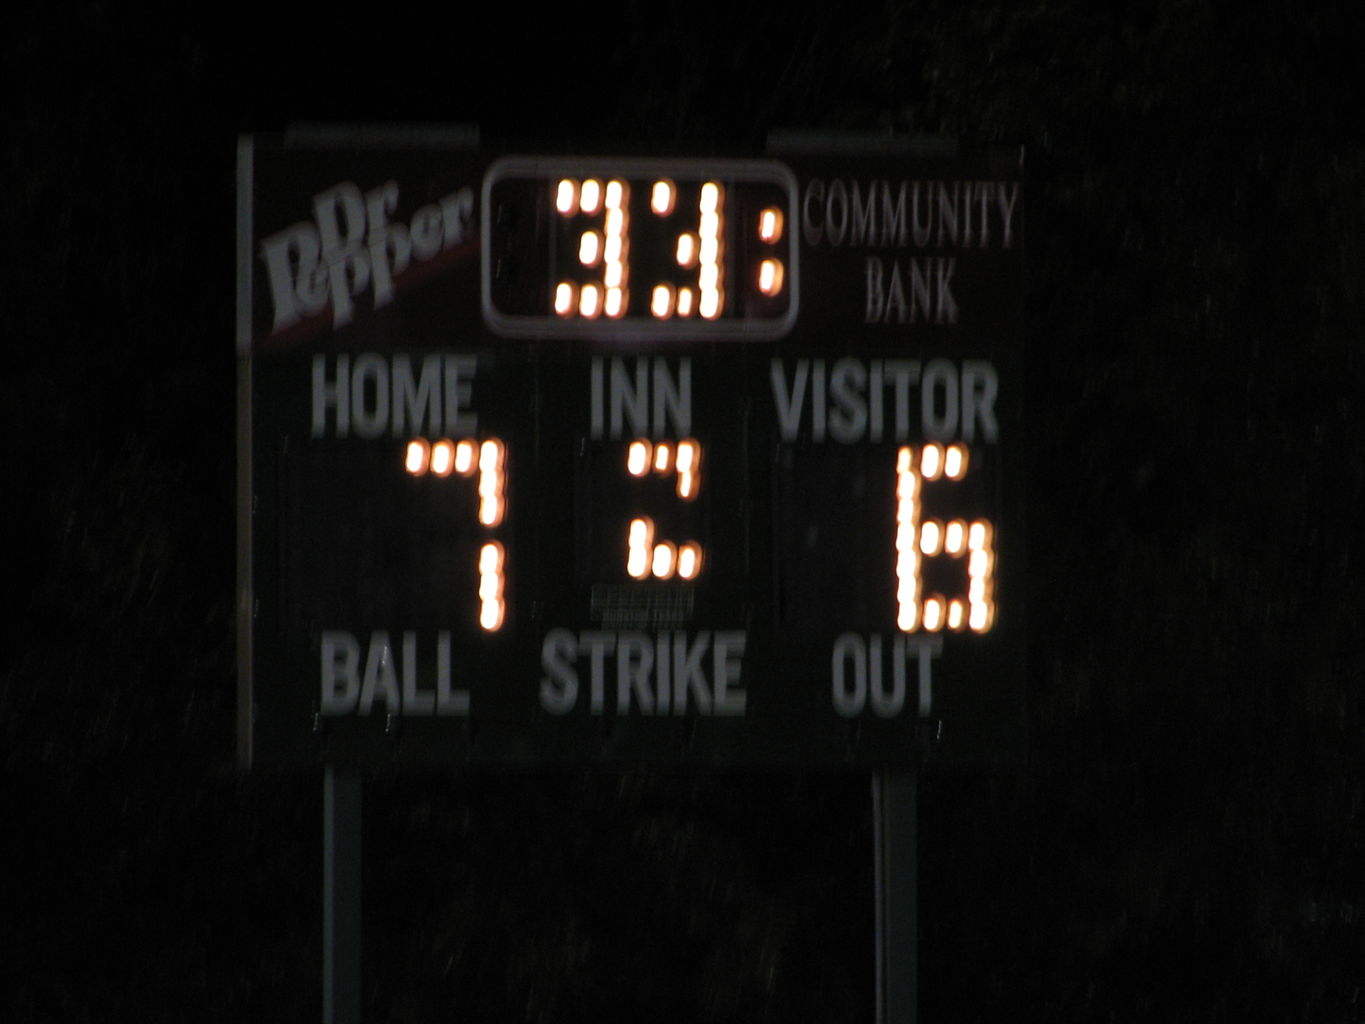 Dr Pepper
33:
COMMUNITY
BANK
HOME INN VISITOR
7 2 6
BALL STRIKE OUT